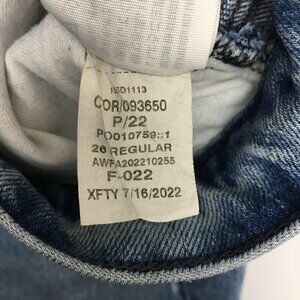 COR/093650
P/22
PO010759::1
26 REGULAR
AWFA202210255
F-022
XFTY 7/16/2022